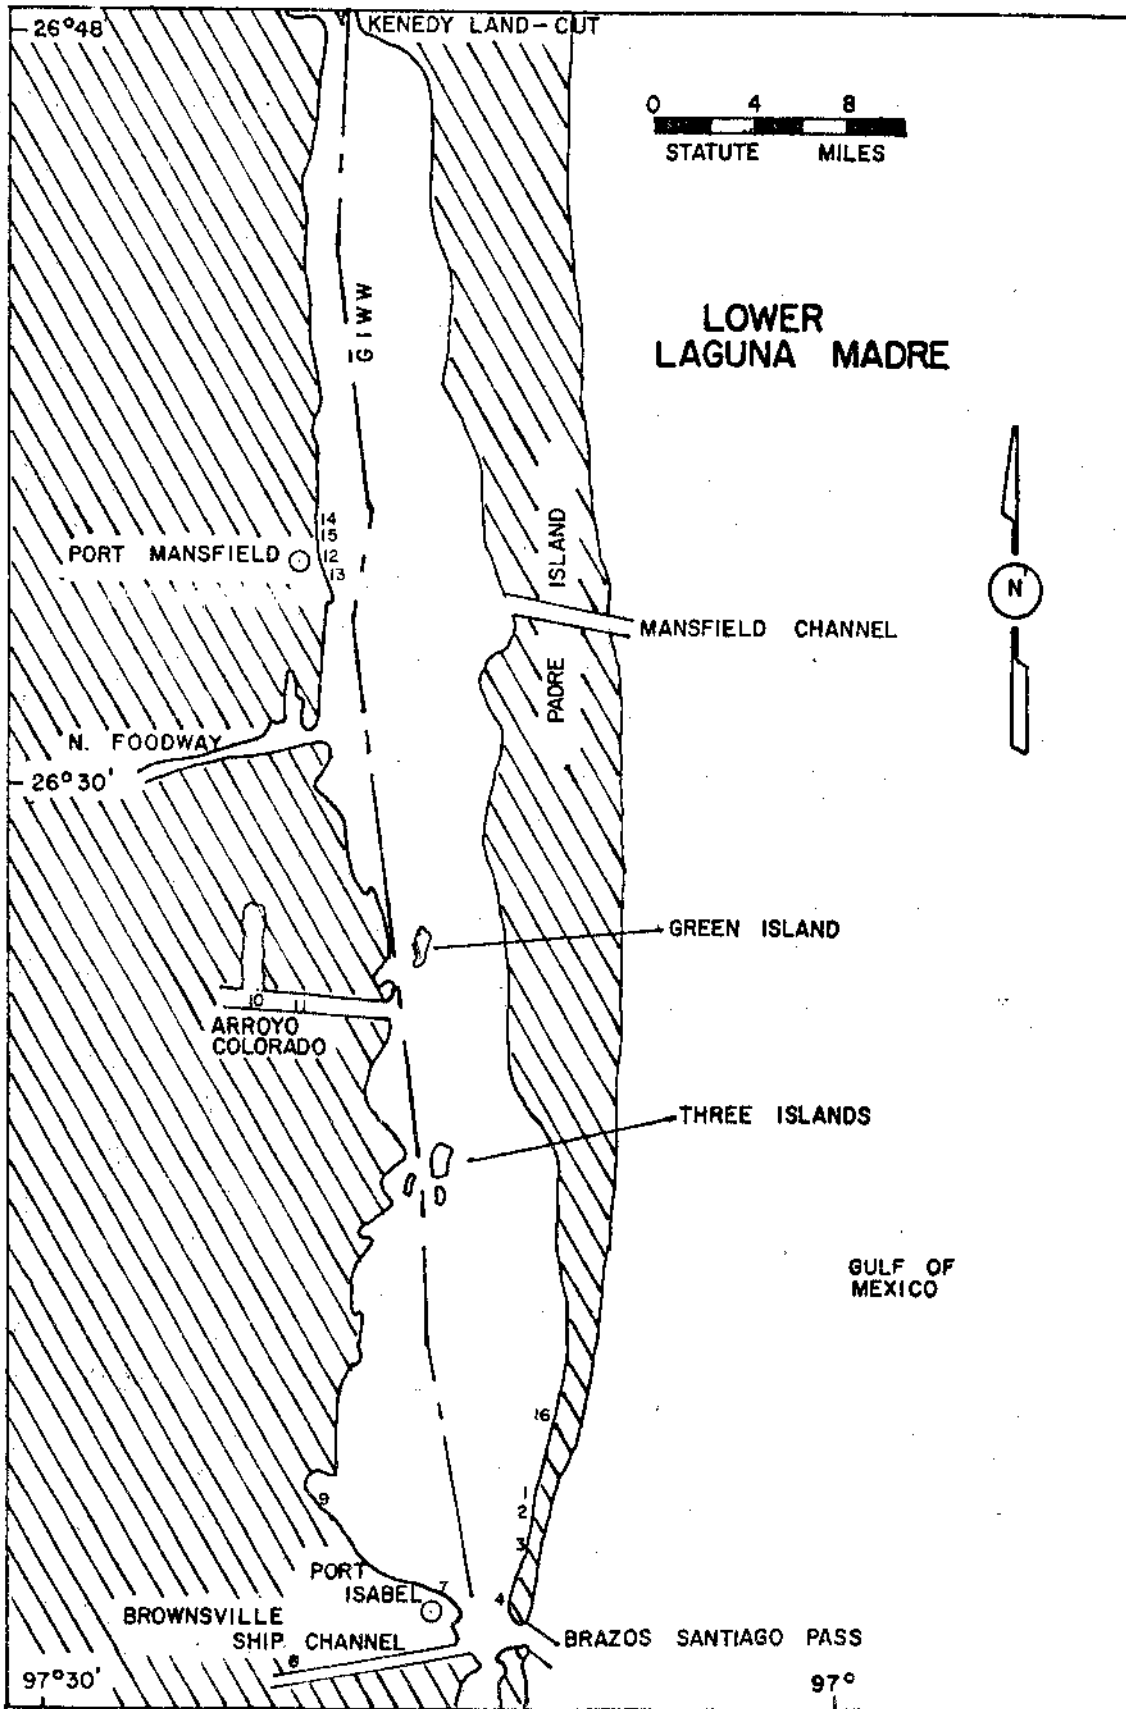 KENEDY LAND-CUT
26°48
0 4 8
STATUTE MILES
GIWW
LOWER
LAGUNA MADRE
14
15
PORT MANSFIELD
12
13
ISLAND
N
MANSFIELD CHANNEL
PADRE
N. FOODWAY
26°30'
GREEN ISLAND
10 11
ARROYO
COLORADO
THREE ISLANDS
GULF OF
MEXICO
16
1
2
9
3
PORT
ISABEL
7
4
BROWNSVILLE
SHIP CHANNEL
BRAZOS SANTIAGO PASS
97°30'
97°